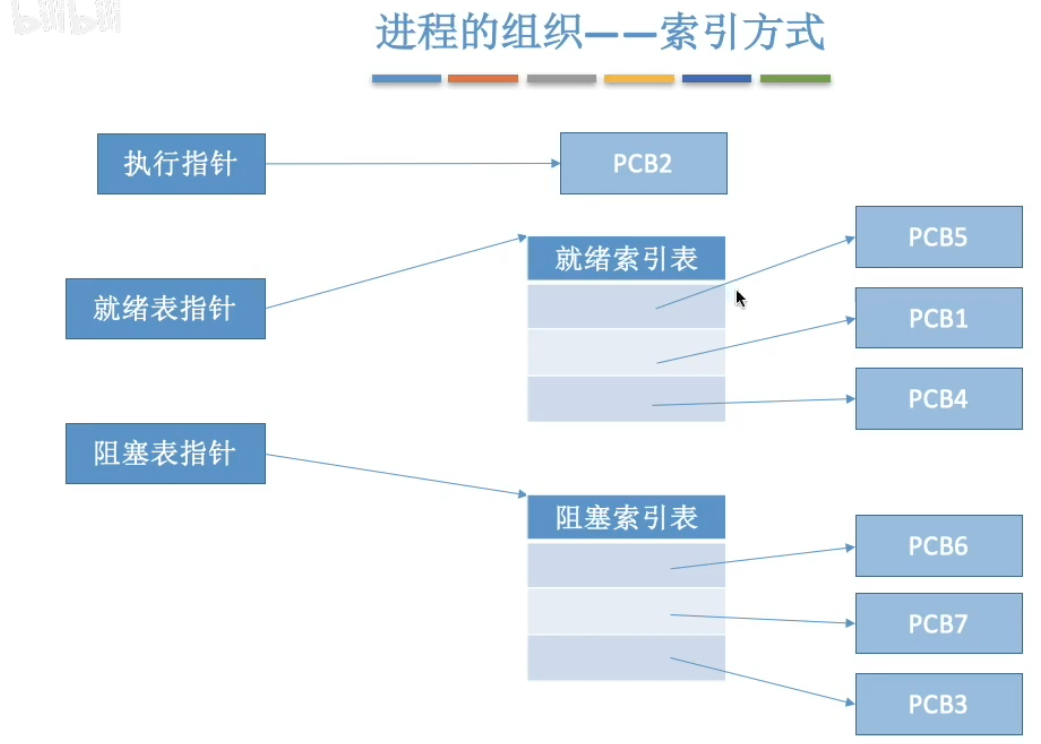 bilibili
进程的组织——索引方式
执行指针
PCB2
就绪表指针
就绪索引表
PCB5
PCB1
PCB4
阻塞表指针
阻塞索引表
PCB6
PCB7
PCB3